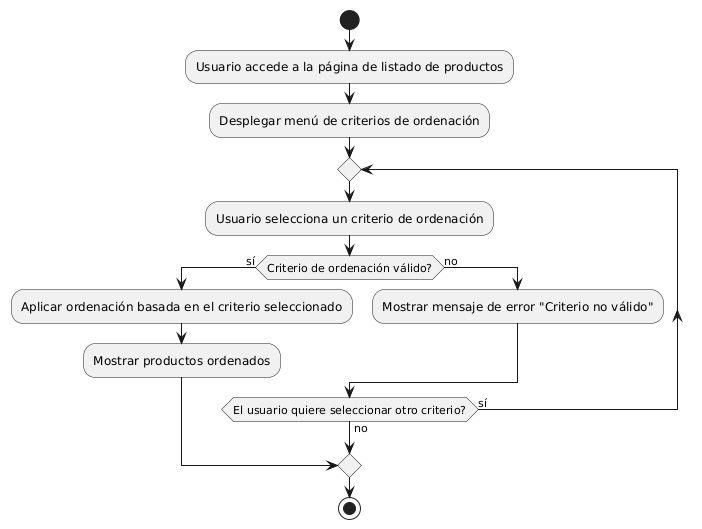 Usuario accede a la página de listado de productos
Desplegar menú de criterios de ordenación
Usuario selecciona un criterio de ordenación
sí
Criterio de ordenación válido?
no
Aplicar ordenación basada en el criterio seleccionado
Mostrar mensaje de error "Criterio no válido"
Mostrar productos ordenados
El usuario quiere seleccionar otro criterio?
sí
no